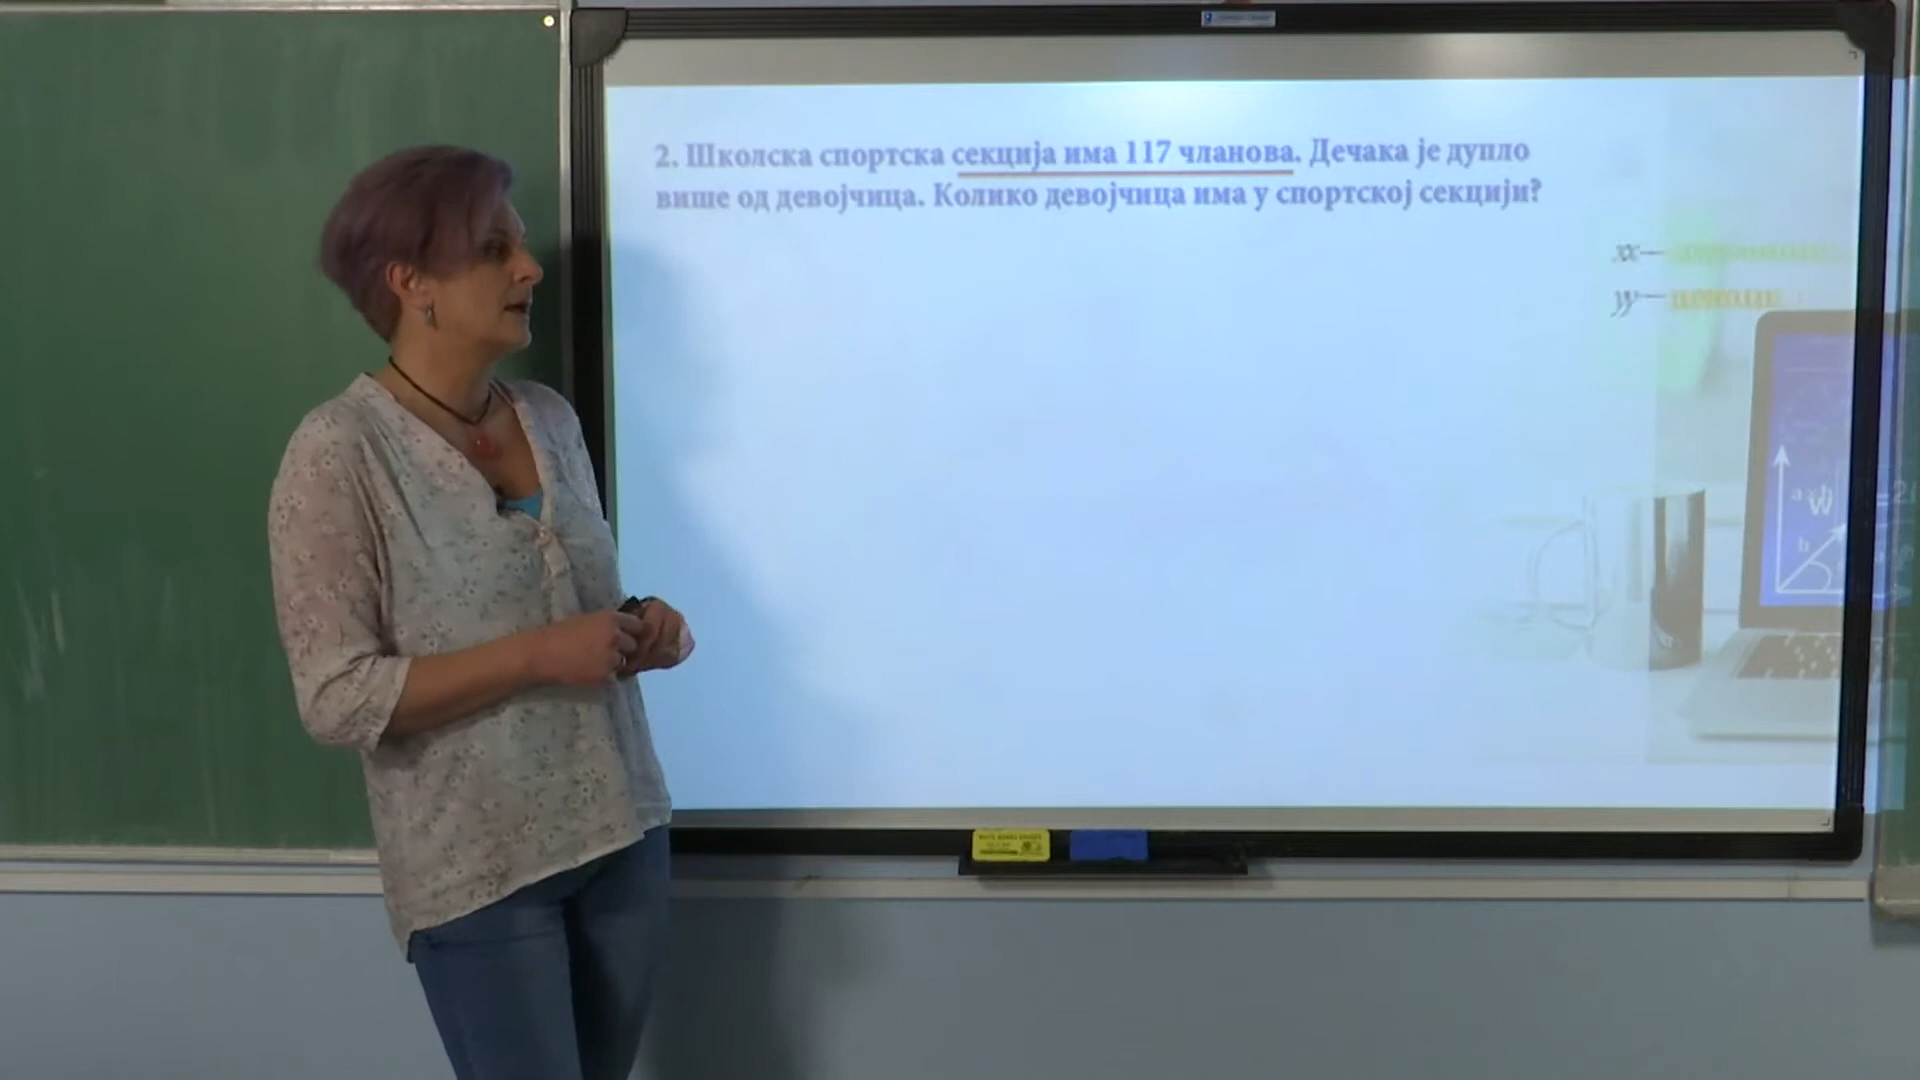 2. Школска спортска секција има 117 чланова. Дечака је дупло
више од девојчица. Колико девојчица има у спортској секцији?
x —
y —
W
b